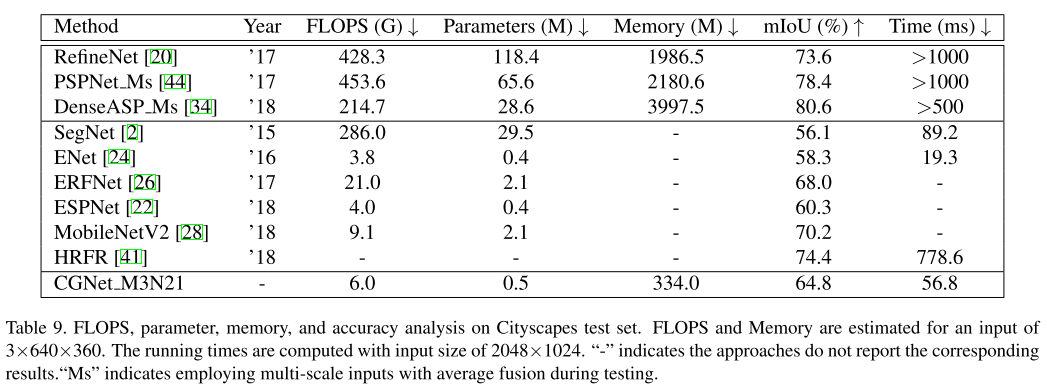 Method Year FLOPS (G) ↓ Parameters (M) ↓ Memory (M) ↓ mIoU (%) ↑ Time (ms) ↓
RefineNet [20] ’17 428.3 118.4 1986.5 73.6 >1000
PSPNet_Ms [44] ’17 453.6 65.6 2180.6 78.4 >1000
DenseASP_Ms [34] ’18 214.7 28.6 3997.5 80.6 >500
SegNet [2] ’15 286.0 29.5 - 56.1 89.2
ENet [24] ’16 3.8 0.4 - 58.3 19.3
ERFNet [26] ’17 21.0 2.1 - 68.0 -
ESPNet [22] ’18 4.0 0.4 - 60.3 -
MobileNetV2 [28] ’18 9.1 2.1 - 70.2 -
HRFR [41] ’18 - - - 74.4 778.6
CGNet_M3N21 - 6.0 0.5 334.0 64.8 56.8
Table 9. FLOPS, parameter, memory, and accuracy analysis on Cityscapes test set. FLOPS and Memory are estimated for an input of
3×640×360. The running times are computed with input size of 2048×1024. “-” indicates the approaches do not report the corresponding
results.“Ms” indicates employing multi-scale inputs with average fusion during testing.